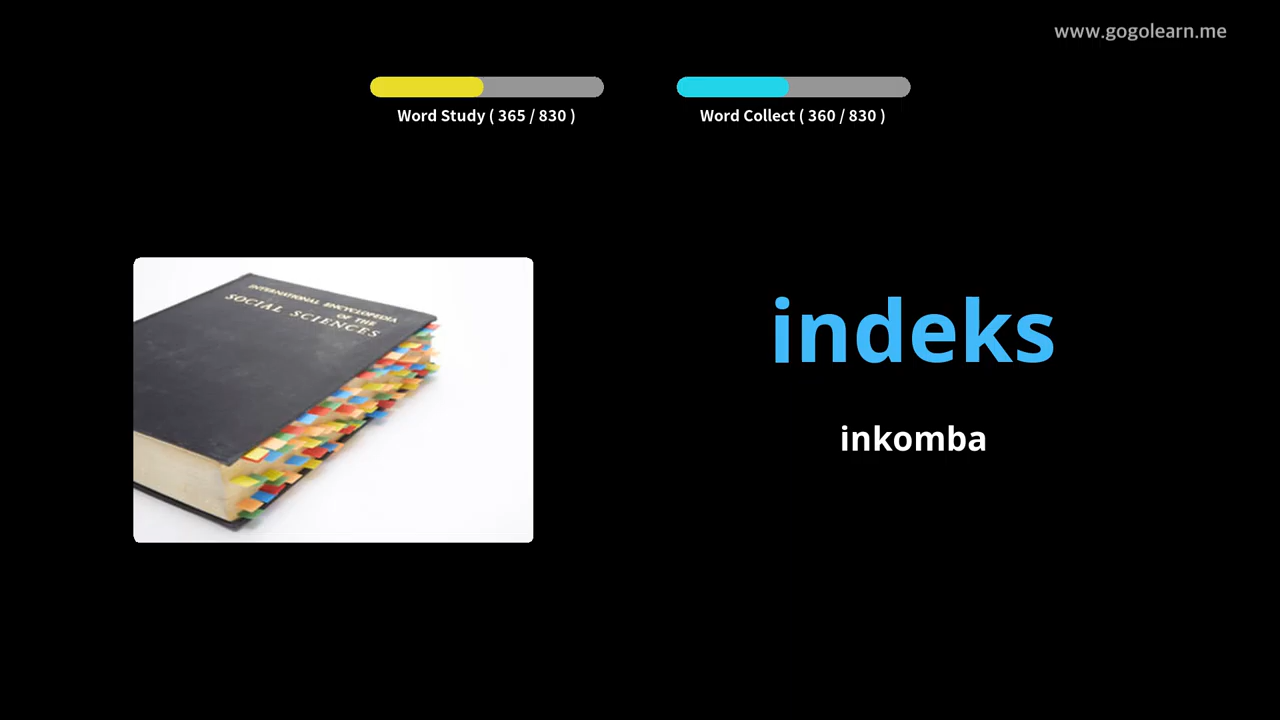 www.gogolearn.me
Word Study ( 365 / 830 )
Word Collect ( 360 / 830 )
INTERNATIONAL ENCYCLOPEDIA
OF THE
SOCIAL SCIENCES
indeks
inkomba